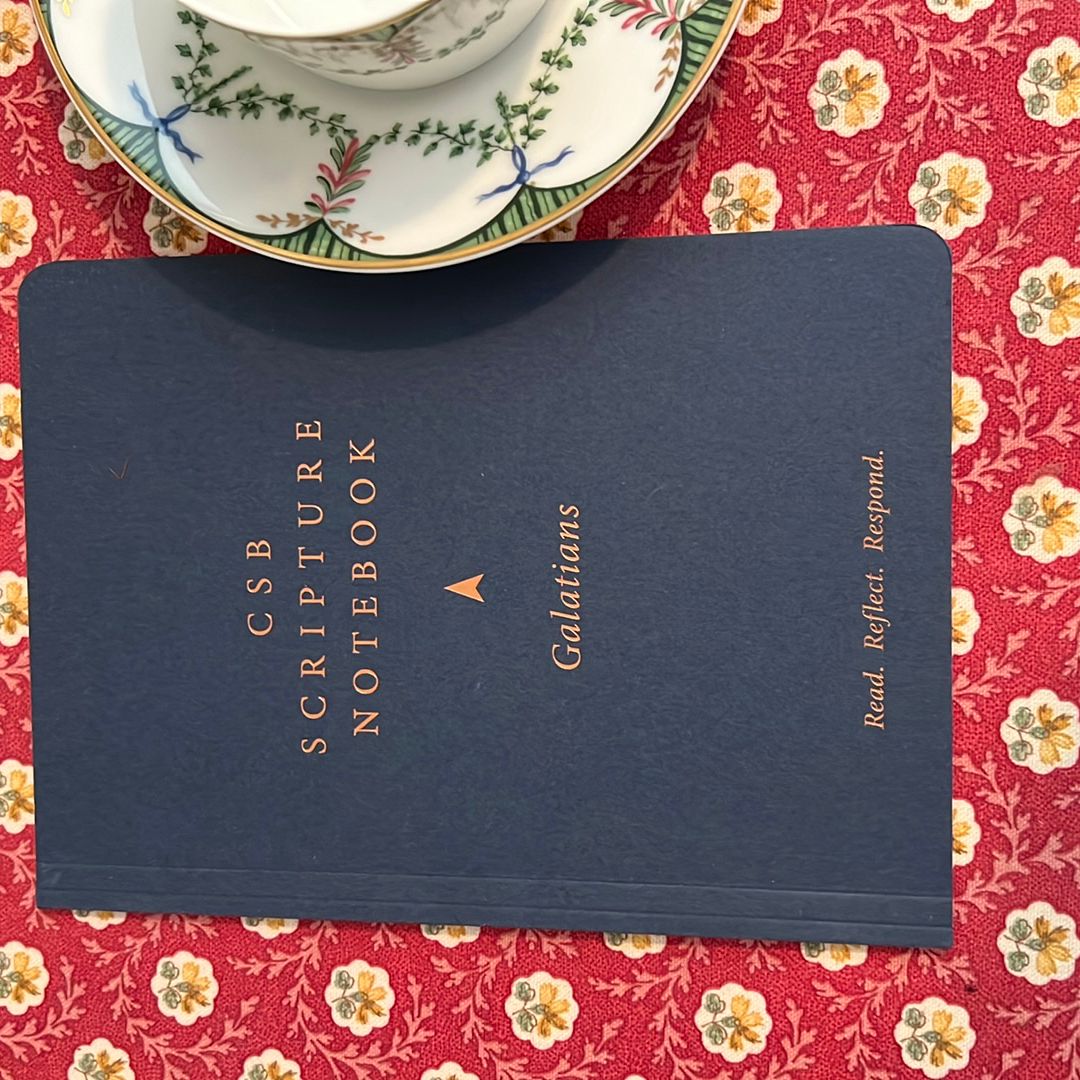 CSB
SCRIPTURE
NOTEBOOK
Galatians
Read. Reflect. Respond.